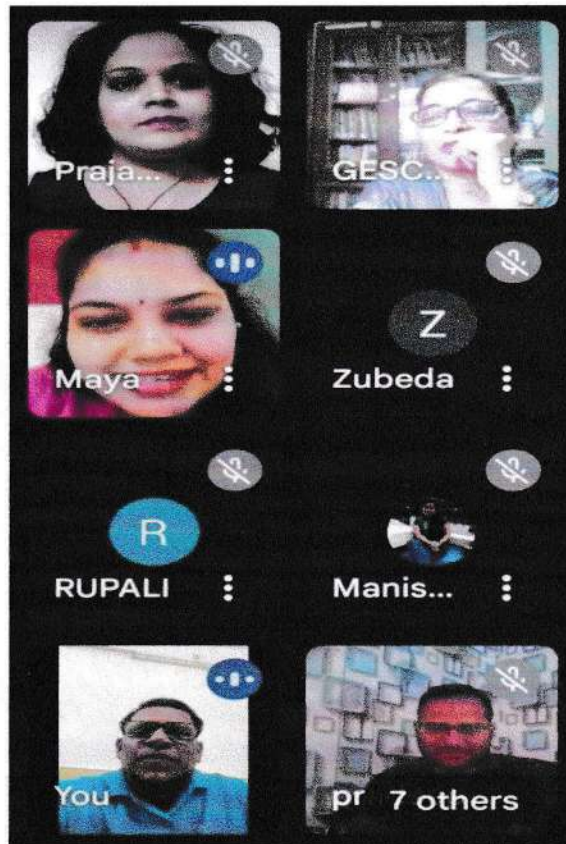 Praja...
GESC...
Maya
Z
Zubeda
R
RUPALI
Manis...
You
pr 7 others